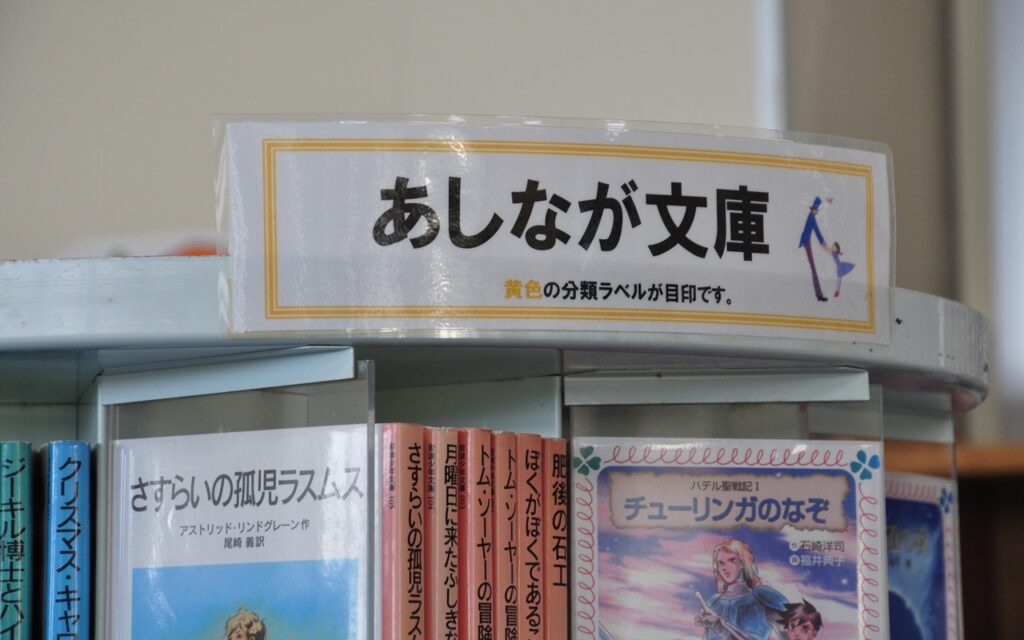 あしなが文庫
黄色の分類ラベルが目印です。
ジーキル博士とハイ
クリスマス・キャロ
さすらいの孤児ラスムス
アストリッド・リンドグレーン作
尾崎 義訳
さすらいの孤児ラス
月曜日に来たふしぎな
トム・ソーヤーの冒険
トム・ソーヤーの冒険
ぼくがぼくであるこ
肥後の石工
ハデル聖戦記 I
チューリンガのなぞ
作 石崎洋司
画 福井典子